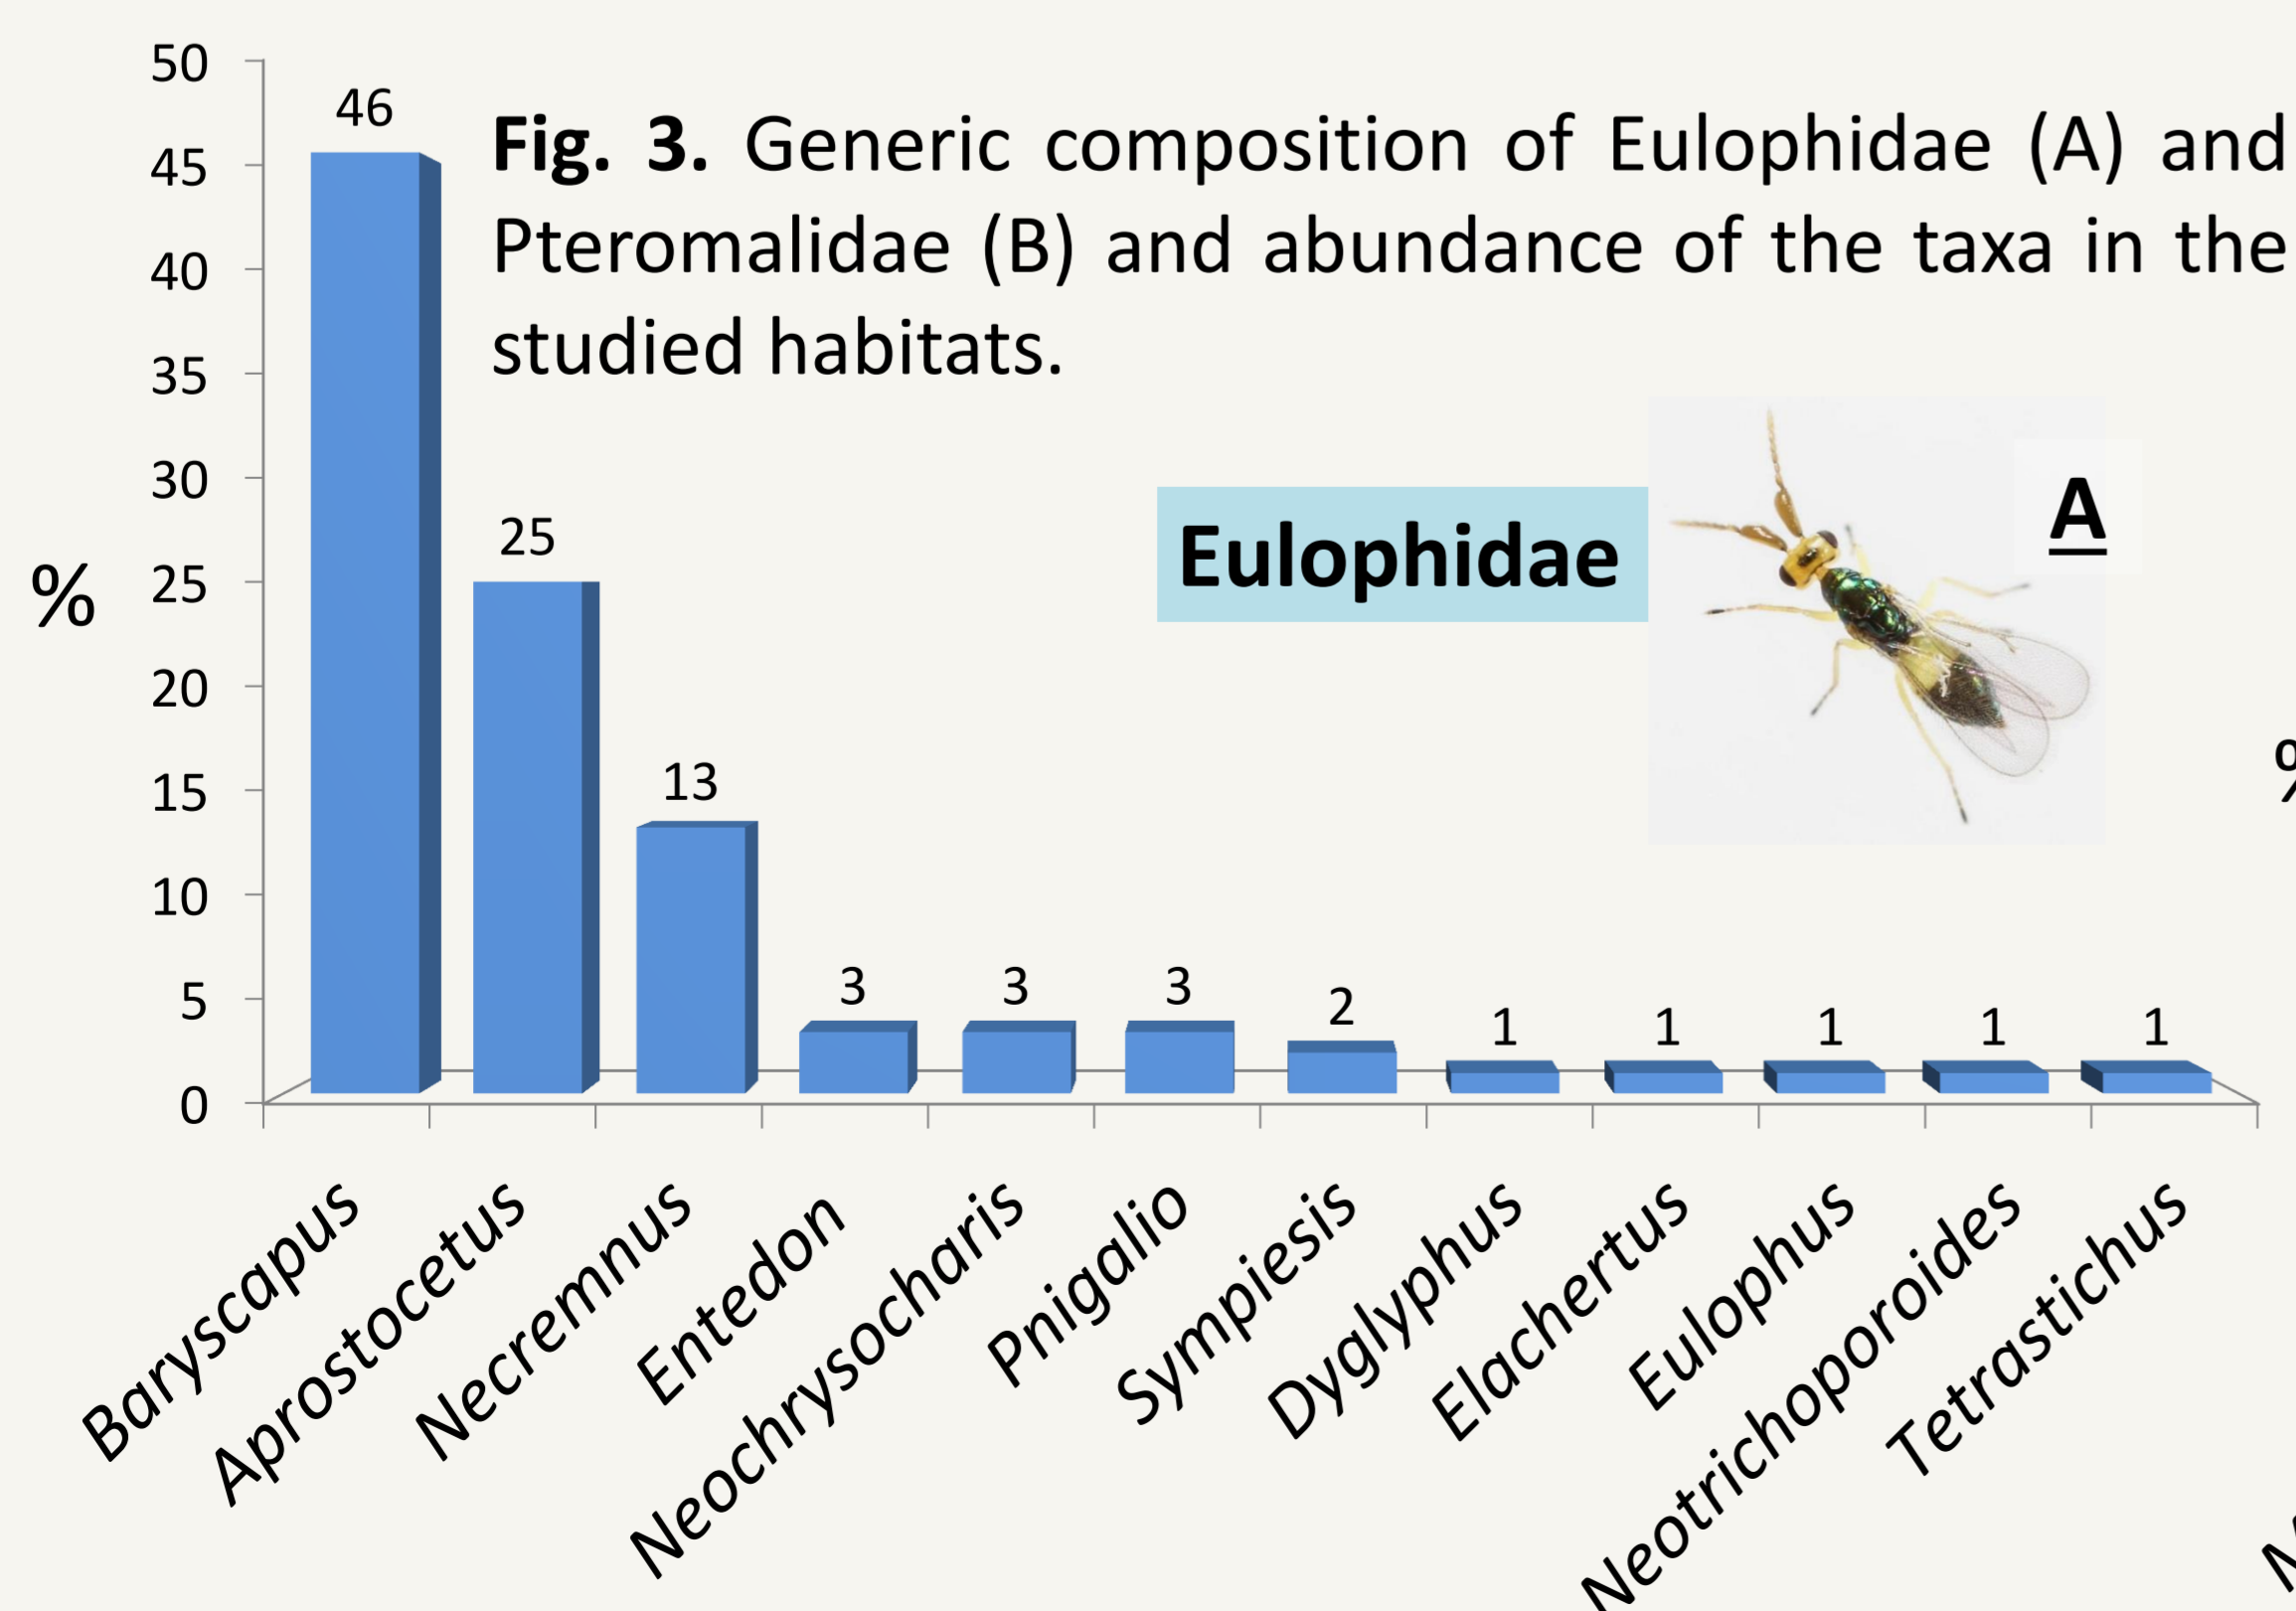 Fig. 3. Generic composition of Eulophidae (A) and
Pteromalidae (B) and abundance of the taxa in the
studied habitats.
Eulophidae
A
%
50
45
40
35
30
25
20
15
10
5
0
46
25
13
3
3
3
2
1
1
1
1
1
Baryscapus
Aprostocetus
Necremnus
Entedon
Neochrysocharis
Pnigalio
Sympiesis
Dyglyphus
Elachertus
Eulophus
Neotrichoporoides
Tetrastichus